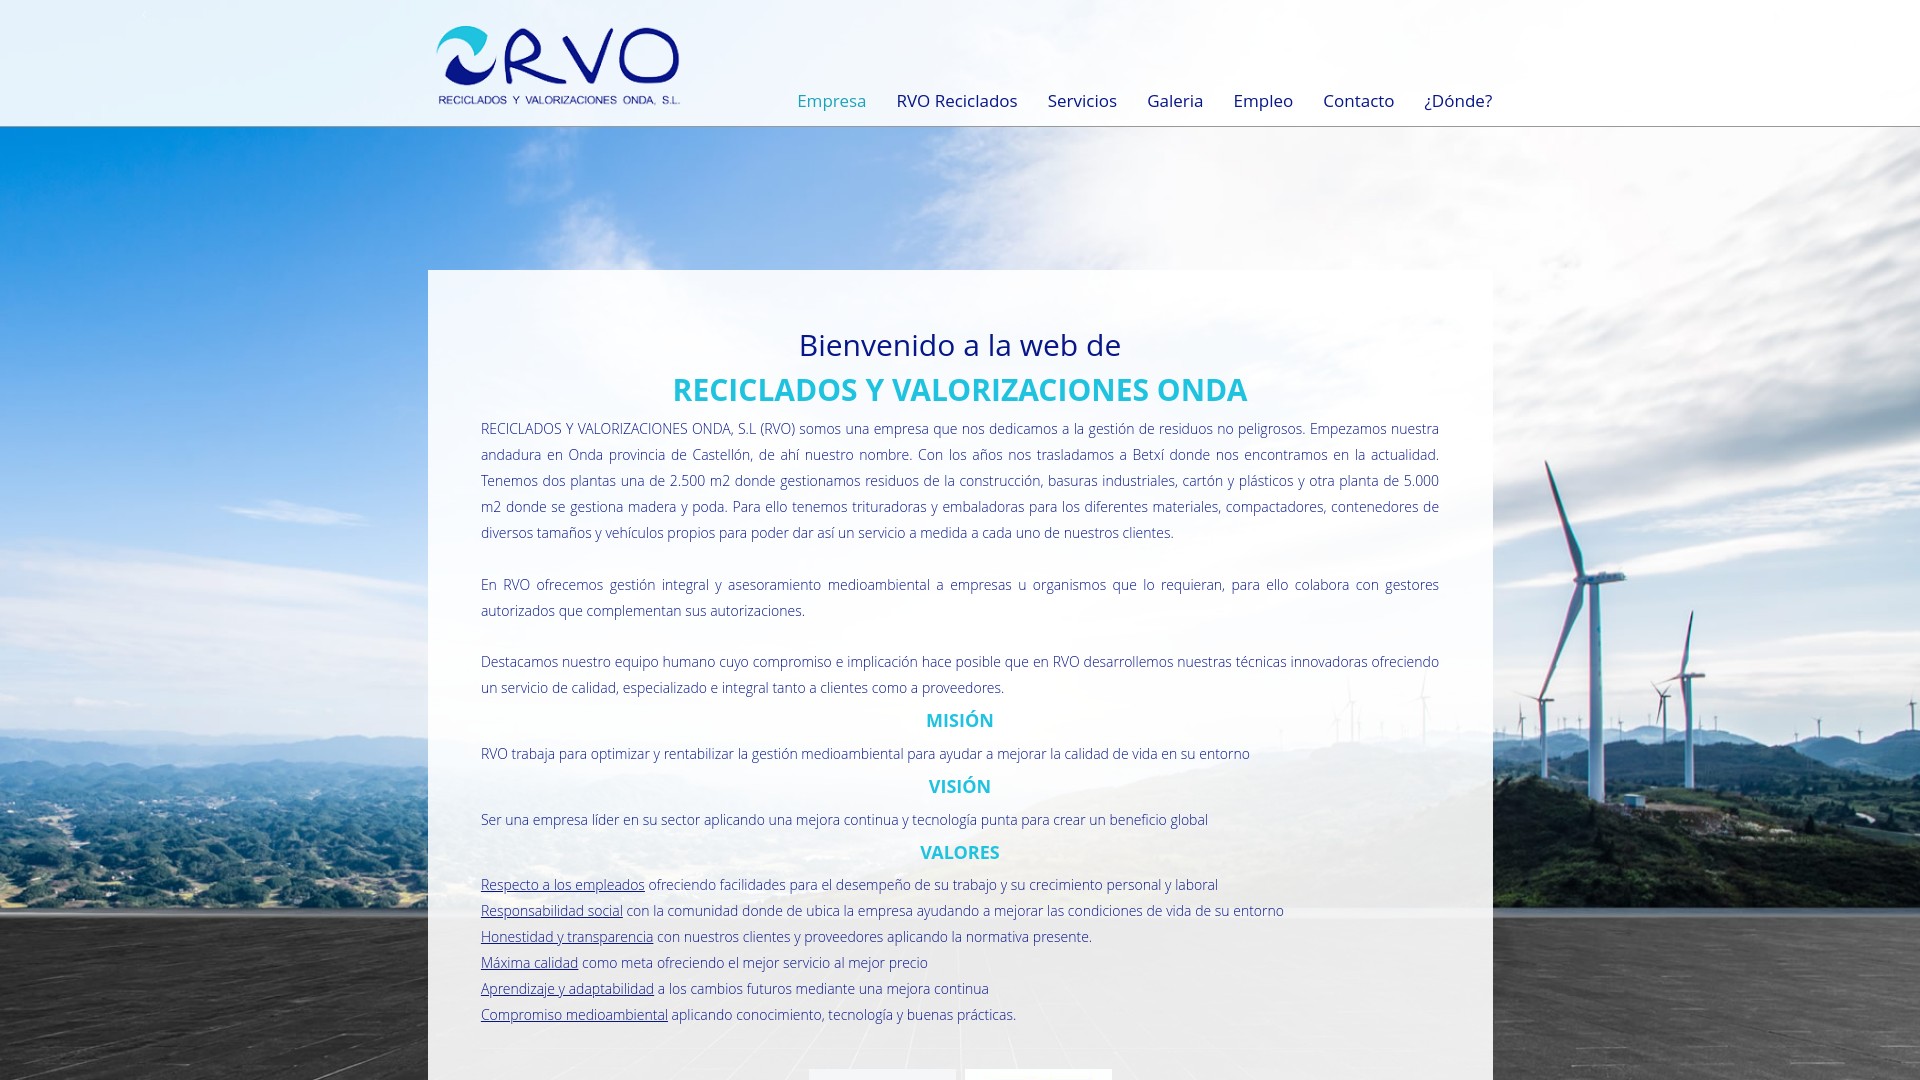 RVO
RECICLADOS Y VALORIZACIONES ONDA, S.L.
Empresa RVO Reciclados Servicios Galeria Empleo Contacto ¿Dónde?
Bienvenido a la web de
RECICLADOS Y VALORIZACIONES ONDA
RECICLADOS Y VALORIZACIONES ONDA, S.L (RVO) somos una empresa que nos dedicamos a la gestión de residuos no peligrosos. Empezamos nuestra
andadura en Onda provincia de Castellón, de ahí nuestro nombre. Con los años nos trasladamos a Betxí donde nos encontramos en la actualidad.
Tenemos dos plantas una de 2.500 m2 donde gestionamos residuos de la construcción, basuras industriales, cartón y plásticos y otra planta de 5.000
m2 donde se gestiona madera y poda. Para ello tenemos trituradoras y embaladoras para los diferentes materiales, compactadores, contenedores de
diversos tamaños y vehículos propios para poder dar así un servicio a medida a cada uno de nuestros clientes.
En RVO ofrecemos gestión integral y asesoramiento medioambiental a empresas u organismos que lo requieran, para ello colabora con gestores
autorizados que complementan sus autorizaciones.
Destacamos nuestro equipo humano cuyo compromiso e implicación hace posible que en RVO desarrollemos nuestras técnicas innovadoras ofreciendo
un servicio de calidad, especializado e integral tanto a clientes como a proveedores.
MISIÓN
RVO trabaja para optimizar y rentabilizar la gestión medioambiental para ayudar a mejorar la calidad de vida en su entorno
VISIÓN
Ser una empresa líder en su sector aplicando una mejora continua y tecnología punta para crear un beneficio global
VALORES
Respecto a los empleados ofreciendo facilidades para el desempeño de su trabajo y su crecimiento personal y laboral
Responsabilidad social con la comunidad donde de ubica la empresa ayudando a mejorar las condiciones de vida de su entorno
Honestidad y transparencia con nuestros clientes y proveedores aplicando la normativa presente.
Máxima calidad como meta ofreciendo el mejor servicio al mejor precio
Aprendizaje y adaptabilidad a los cambios futuros mediante una mejora continua
Compromiso medioambiental aplicando conocimiento, tecnología y buenas prácticas.